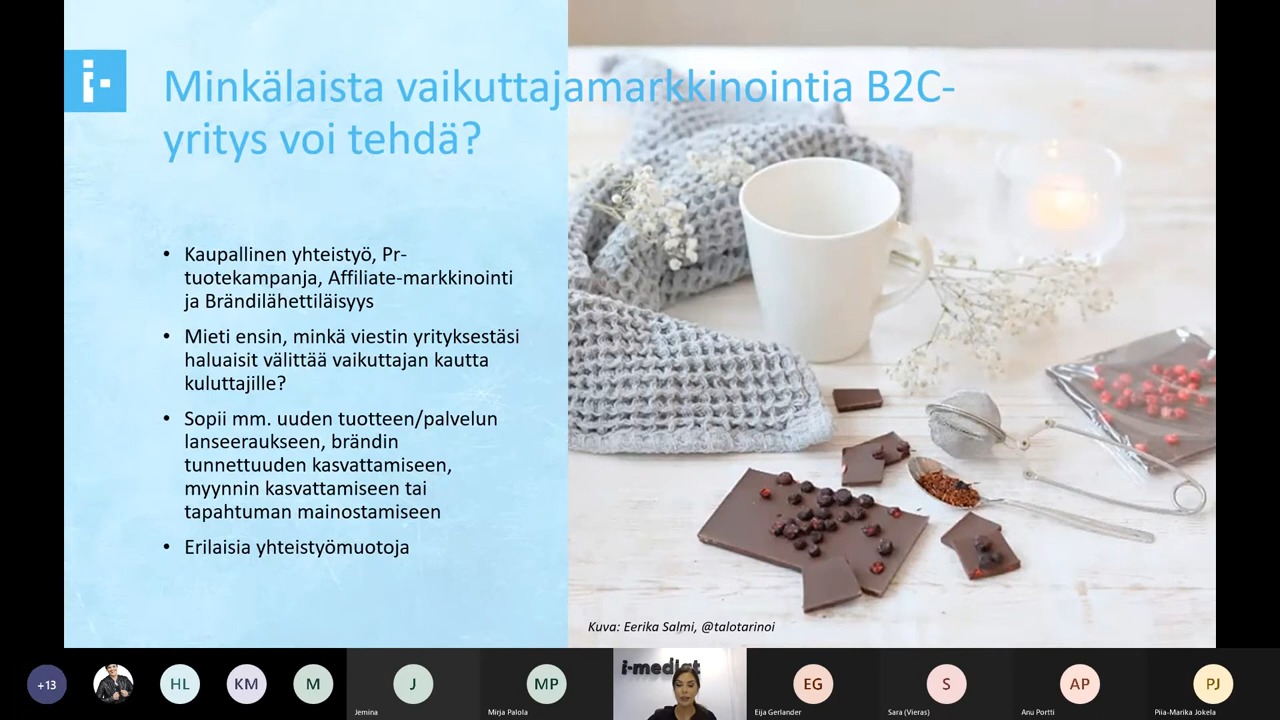 i-
Minkälaista vaikuttajamarkkinointia B2C-
yritys voi tehdä?
• Kaupallinen yhteistyö, Pr-
tuotekampanja, Affiliate-markkinointi
ja Brändilähettiläisyys
• Mieti ensin, minkä viestin yrityksestäsi
haluaisit välittää vaikuttajan kautta
kuluttajille?
• Sopii mm. uuden tuotteen/palvelun
lanseeraukseen, brändin
tunnettuuden kasvattamiseen,
myynnin kasvattamiseen tai
tapahtuman mainostamiseen
• Erilaisia yhteistyömuotoja
Kuva: Eerika Salmi, @talotarinoi
+13
HL
KM
M
J
Jemina
MP
Mirja Palola
i-mediat
EG
Eija Gerlander
S
Sara (Vieras)
AP
Anu Portti
PJ
Piia-Marika Jokela